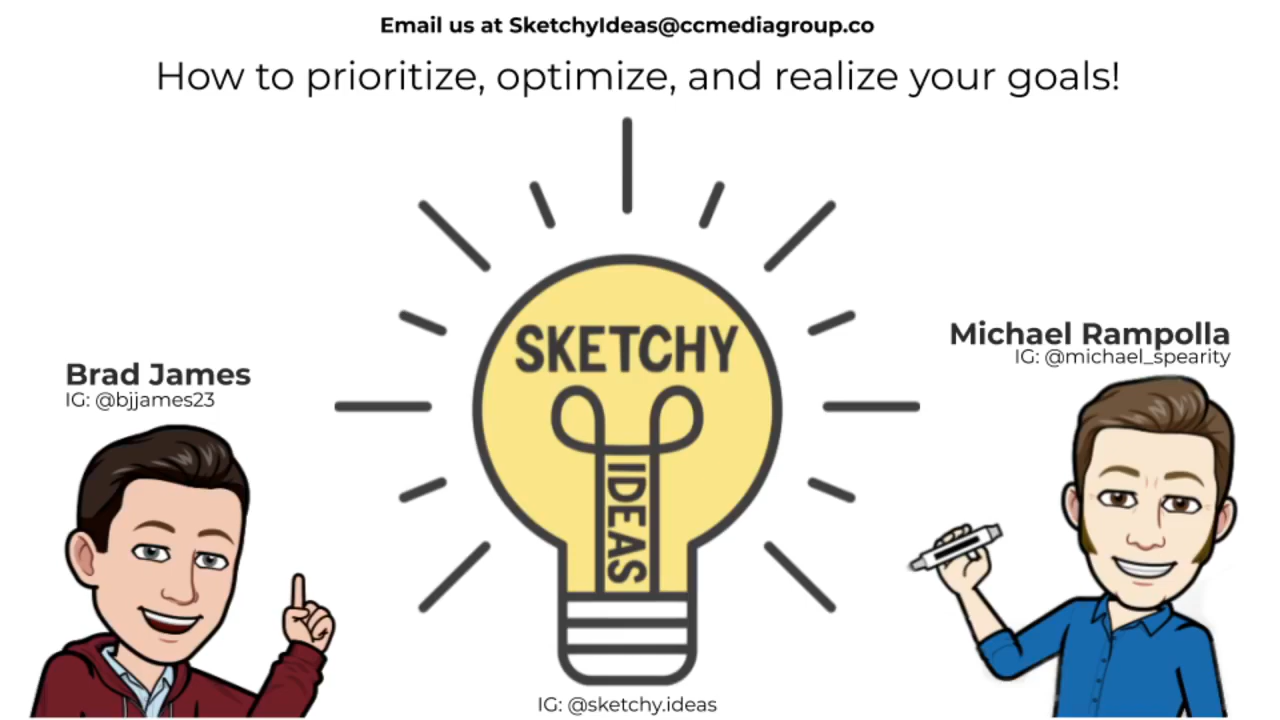 Email us at SketchyIdeas@ccmediagroup.co
How to prioritize, optimize, and realize your goals!
SKETCHY
IDEAS
Michael Rampolla
IG: @michael_spearity
Brad James
IG: @bjjames23
IG: @sketchy.ideas